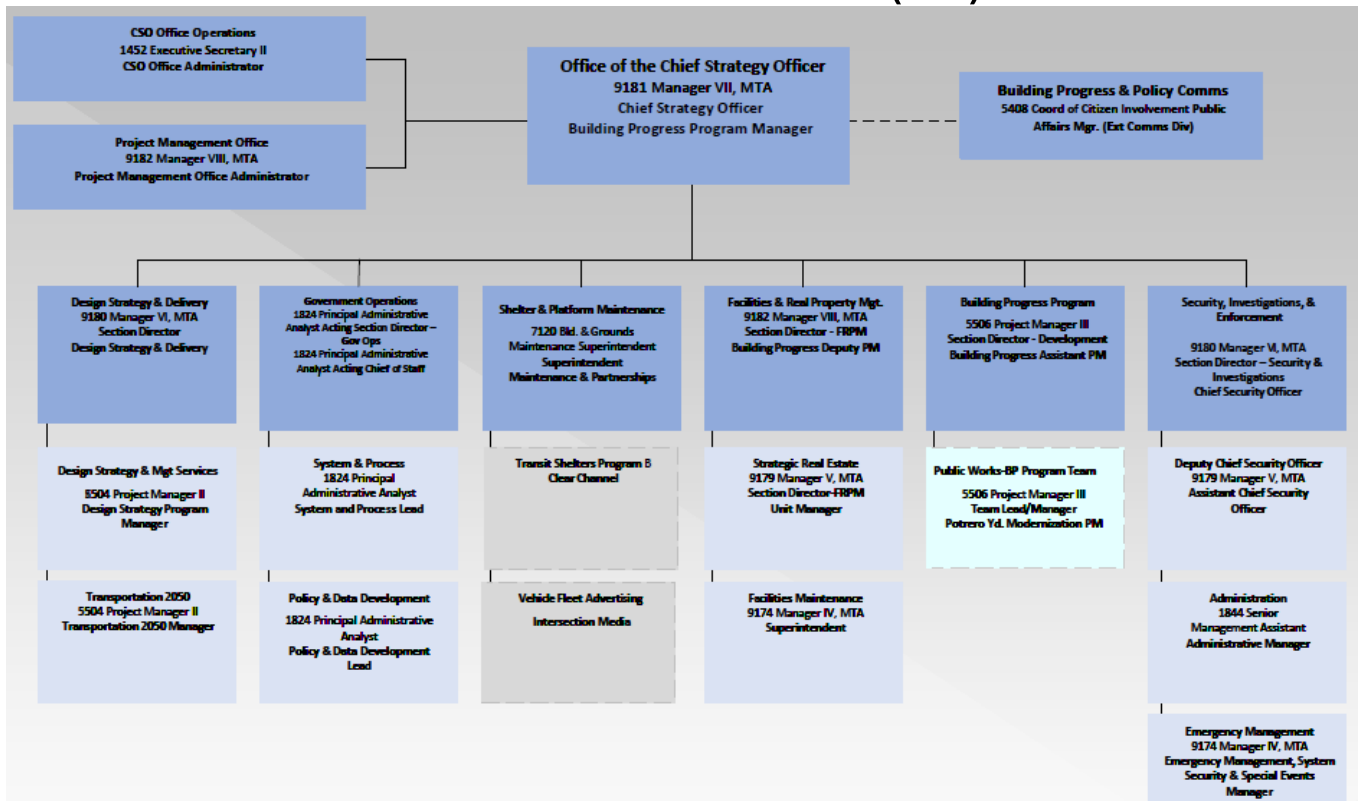 CSO Office Operations
1452 Executive Secretary II
CSO Office Administrator
Project Management Office
9182 Manager VIII, MTA
Project Management Office Administrator
Office of the Chief Strategy Officer
9181 Manager VII, MTA
Chief Strategy Officer
Building Progress Program Manager
Building Progress & Policy Comms
5408 Coord of Citizen Involvement Public
Affairs Mgr. (Ext Comms Div)
Design Strategy & Delivery
9180 Manager VI, MTA
Section Director
Design Strategy & Delivery
Government Operations
1824 Principal Administrative
Analyst Acting Section Director –
Gov Ops
1824 Principal Administrative
Analyst Acting Chief of Staff
Shelter & Platform Maintenance
7120 Bld. & Grounds
Maintenance Superintendent
Superintendent
Maintenance & Partnerships
Facilities & Real Property Mgt.
9182 Manager VIII, MTA
Section Director - FRPM
Building Progress Deputy PM
Building Progress Program
5506 Project Manager III
Section Director - Development
Building Progress Assistant PM
Security, Investigations, &
Enforcement
9180 Manager VI, MTA
Section Director – Security &
Investigations
Chief Security Officer
Design Strategy & Mgt Services
5504 Project Manager II
Design Strategy Program
Manager
System & Process
1824 Principal
Administrative Analyst
System and Process Lead
Transit Shelters Program B
Clear Channel
Strategic Real Estate
9179 Manager V, MTA
Section Director-FRPM
Unit Manager
Public Works-BP Program Team
5506 Project Manager III
Team Lead/Manager
Potrero Yd. Modernization PM
Deputy Chief Security Officer
9179 Manager V, MTA
Assistant Chief Security
Officer
Transportation 2050
5504 Project Manager II
Transportation 2050 Manager
Policy & Data Development
1824 Principal Administrative
Analyst
Policy & Data Development
Lead
Vehicle Fleet Advertising
Intersection Media
Facilities Maintenance
9174 Manager IV, MTA
Superintendent
Administration
1844 Senior
Management Assistant
Administrative Manager
Emergency Management
9174 Manager IV, MTA
Emergency Management, System
Security & Special Events
Manager